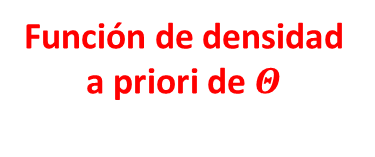 Función de densidad
a priori de Θ